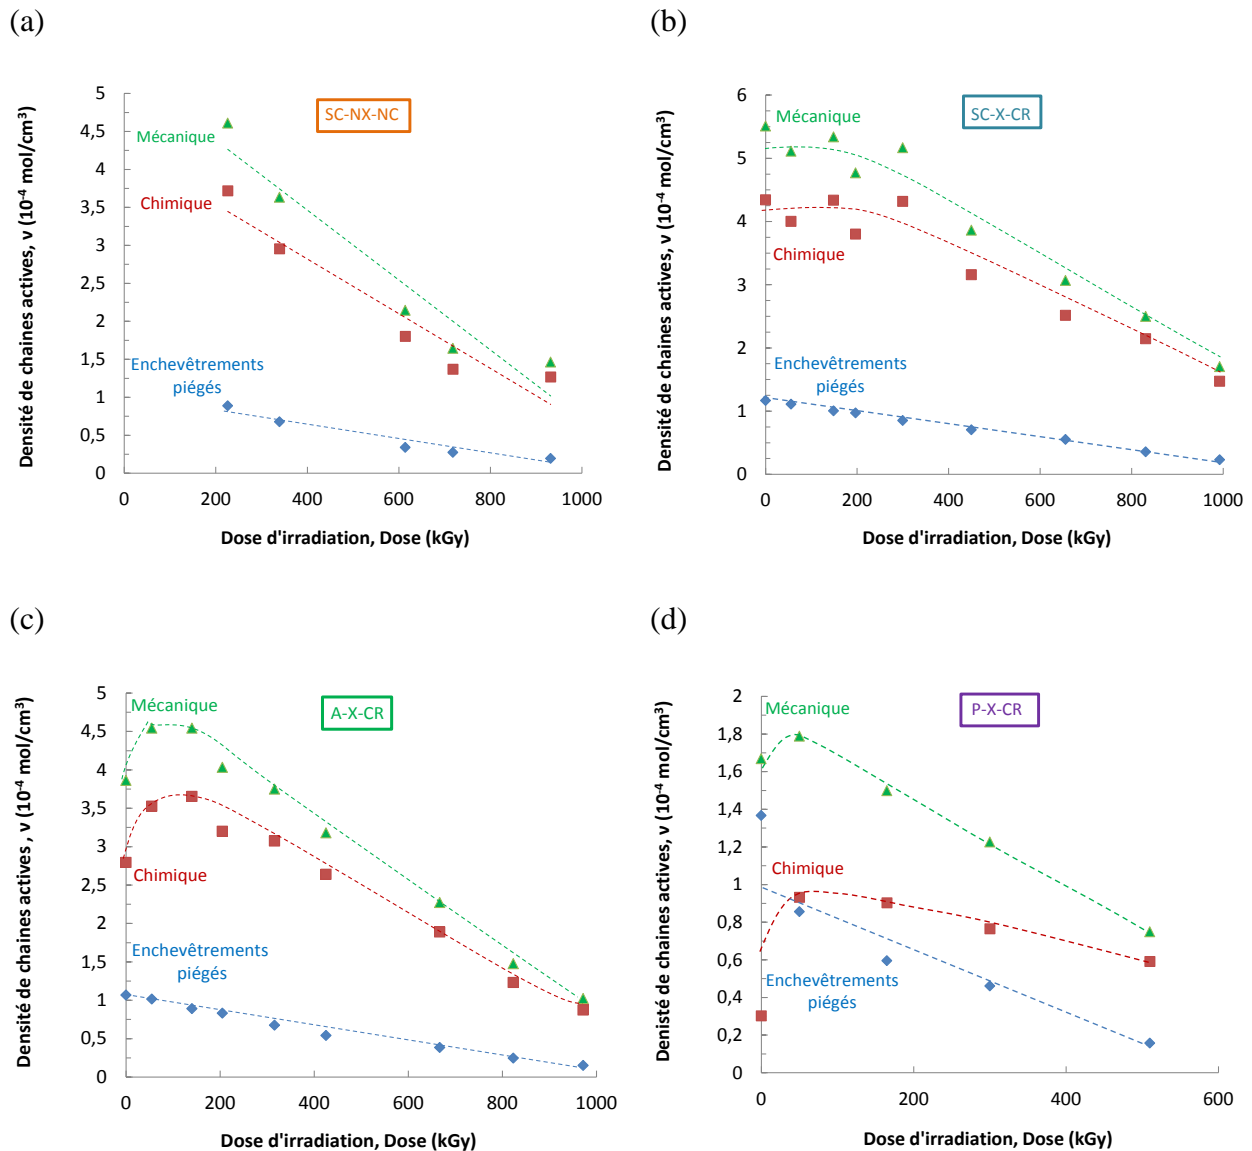 (a)
Densité de chaines actives, ν (10⁻⁴ mol/cm³)
5
4,5
4
3,5
3
2,5
2
1,5
1
0,5
0
SC-NX-NC
Mécanique
Chimique
Enchevêtrements
piégés
0 200 400 600 800 1000
Dose d'irradiation, Dose (kGy)
(b)
Densité de chaines actives, ν (10⁻⁴ mol/cm³)
6
5
4
3
2
1
0
SC-X-CR
Mécanique
Chimique
Enchevêtrements
piégés
0 200 400 600 800 1000
Dose d'irradiation, Dose (kGy)
(c)
Densité de chaines actives , ν (10⁻⁴ mol/cm³)
5
4,5
4
3,5
3
2,5
2
1,5
1
0,5
0
A-X-CR
Mécanique
Chimique
Enchevêtrements
piégés
0 200 400 600 800 1000
Dose d'irradiation, Dose (kGy)
(d)
Denisté de chaines actives, ν (10⁻⁴ mol/cm³)
2
1,8
1,6
1,4
1,2
1
0,8
0,6
0,4
0,2
0
P-X-CR
Mécanique
Chimique
Enchevêtrements
piégés
0 200 400 600
Dose d'irradiation, Dose (kGy)